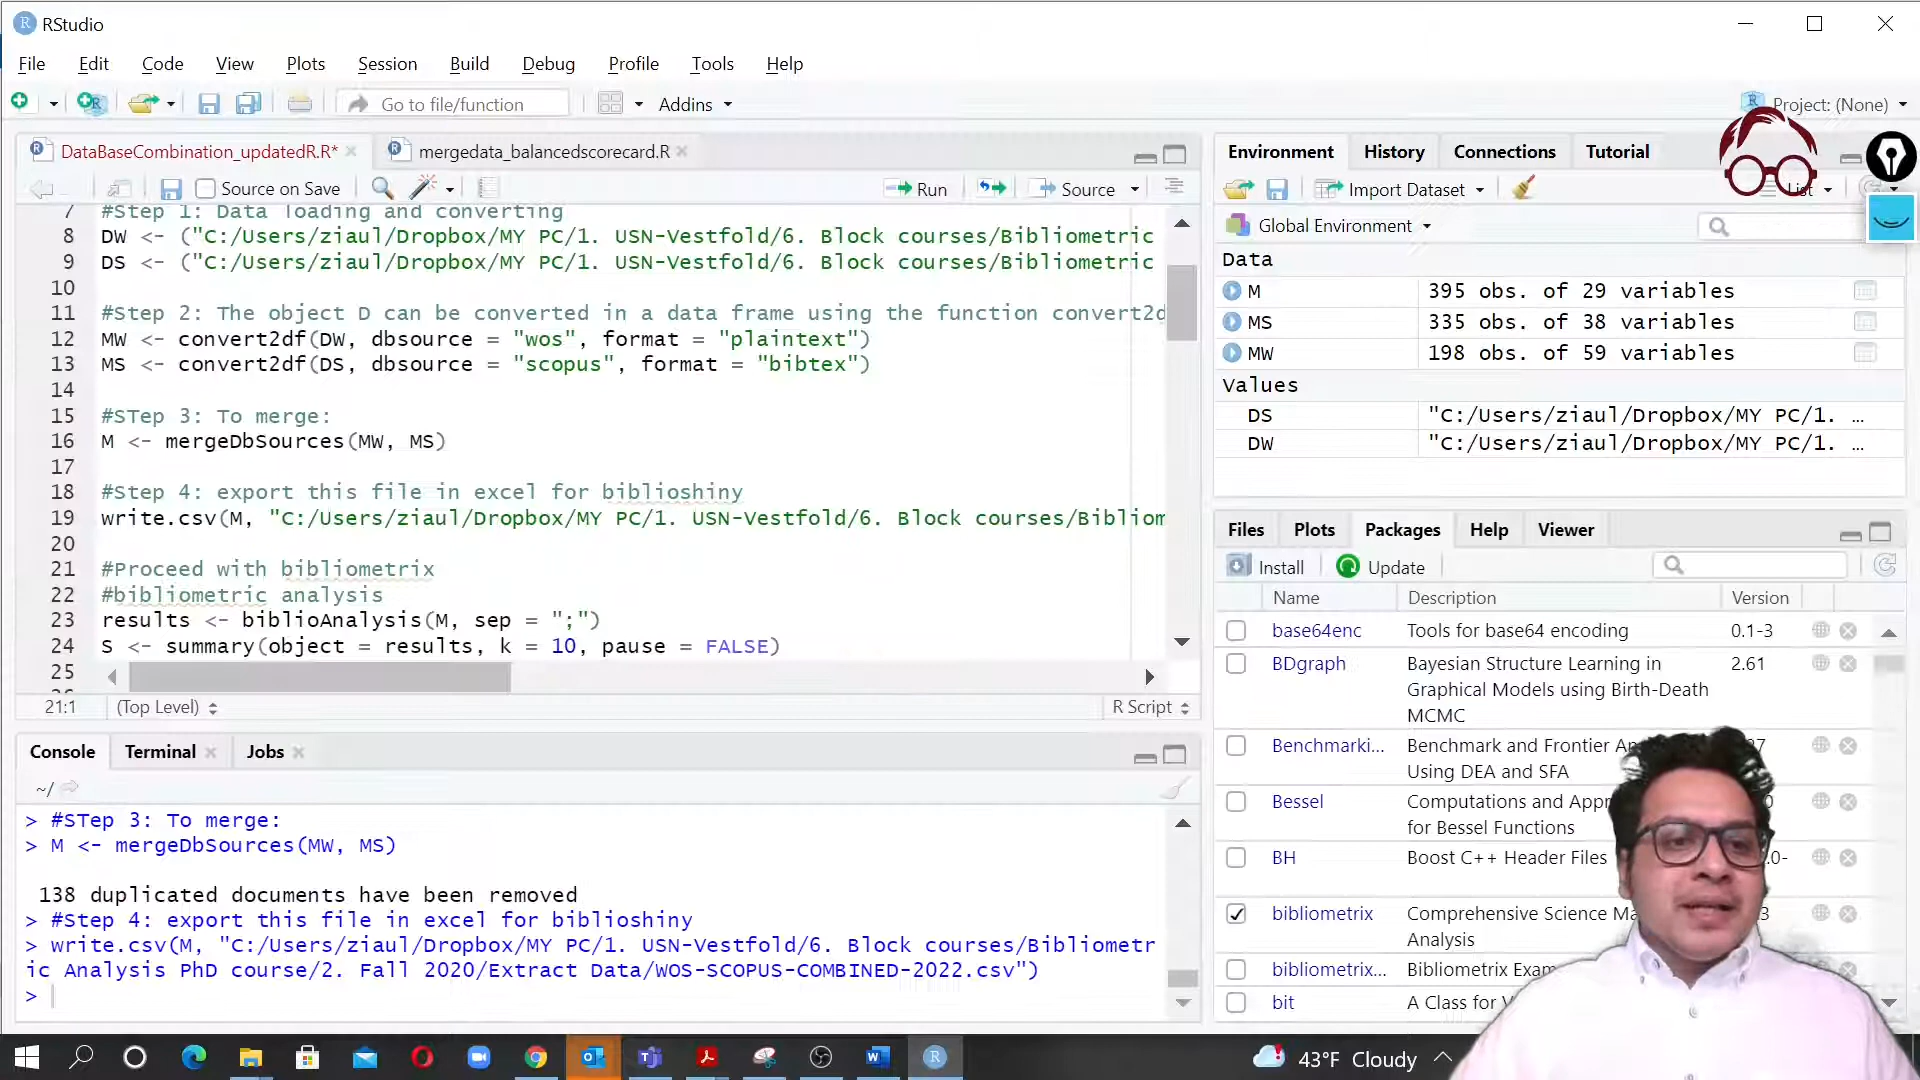 RStudio
File Edit Code View Plots Session Build Debug Profile Tools Help
Go to file/function Addins Project: (None)
DataBaseCombination_updatedR.R* mergedata_balancedscorecard.R
Source on Save Run Source
7 #Step 1: Data loading and converting
8 DW <- ("C:/Users/ziaul/Dropbox/MY PC/1. USN-Vestfold/6. Block courses/Bibliometric
9 DS <- ("C:/Users/ziaul/Dropbox/MY PC/1. USN-Vestfold/6. Block courses/Bibliometric
10
11 #Step 2: The object D can be converted in a data frame using the function convert2d
12 MW <- convert2df(DW, dbsource = "wos", format = "plaintext")
13 MS <- convert2df(DS, dbsource = "scopus", format = "bibtex")
14
15 #STep 3: To merge:
16 M <- mergeDbSources(MW, MS)
17
18 #Step 4: export this file in excel for biblioshiny
19 write.csv(M, "C:/Users/ziaul/Dropbox/MY PC/1. USN-Vestfold/6. Block courses/Bibliom
20
21 #Proceed with bibliometrix
22 #bibliometric analysis
23 results <- biblioAnalysis(M, sep = ";")
24 S <- summary(object = results, k = 10, pause = FALSE)
25
21:1 (Top Level) R Script
Console Terminal Jobs
~/
> #STep 3: To merge:
> M <- mergeDbSources(MW, MS)
138 duplicated documents have been removed
> #Step 4: export this file in excel for biblioshiny
> write.csv(M, "C:/Users/ziaul/Dropbox/MY PC/1. USN-Vestfold/6. Block courses/Bibliometr
ic Analysis PhD course/2. Fall 2020/Extract Data/WOS-SCOPUS-COMBINED-2022.csv")
>
Environment History Connections Tutorial
Import Dataset List
Global Environment
Data
M 395 obs. of 29 variables
MS 335 obs. of 38 variables
MW 198 obs. of 59 variables
Values
DS "C:/Users/ziaul/Dropbox/MY PC/1. …
DW "C:/Users/ziaul/Dropbox/MY PC/1. …
Files Plots Packages Help Viewer
Install Update
Name Description Version
base64enc Tools for base64 encoding 0.1-3
BDgraph Bayesian Structure Learning in 2.61
Graphical Models using Birth-Death
MCMC
Benchmarki... Benchmark and Frontier
Using DEA and SFA
Bessel Computations and
for Bessel Functions
BH Boost C++ Header Files
bibliometrix Comprehensive Science
Analysis
bibliometrix... Bibliometrix
bit A Class for
43°F Cloudy